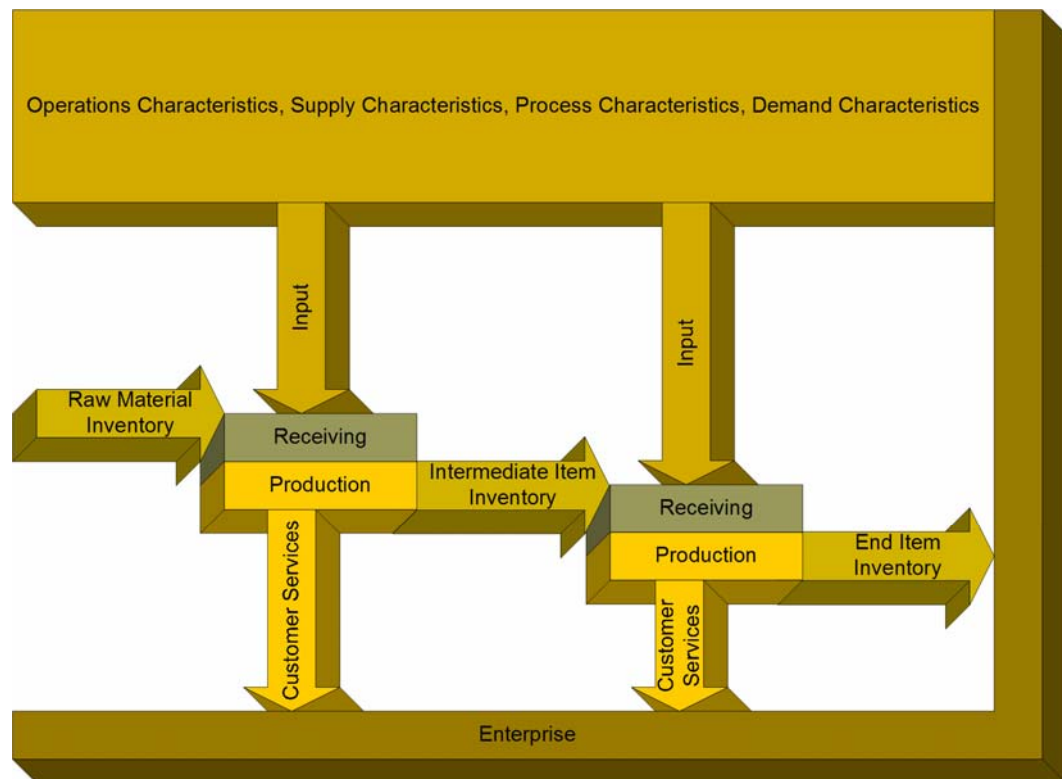 Operations Characteristics, Supply Characteristics, Process Characteristics, Demand Characteristics
Input
Input
Raw Material
Inventory
Receiving
Production
Intermediate Item
Inventory
Receiving
Production
End Item
Inventory
Customer Services
Customer
Services
Enterprise